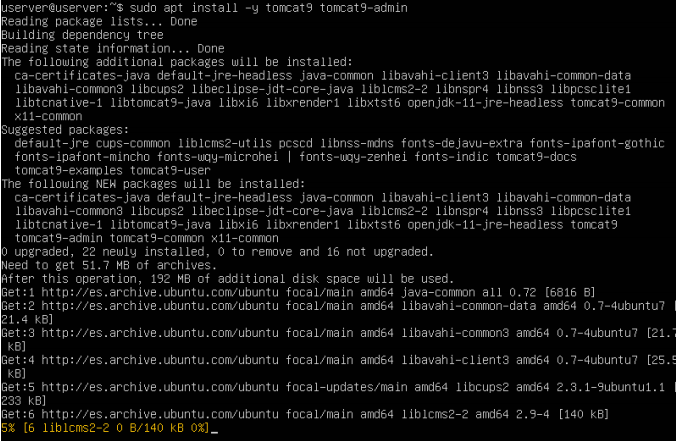 userver@userver:~$ sudo apt install -y tomcat9 tomcat9-admin
Reading package lists... Done
Building dependency tree
Reading state information... Done
The following additional packages will be installed:
  ca-certificates-java default-jre-headless java-common libavahi-client3 libavahi-common-data
  libavahi-common3 libcups2 libeclipse-jdt-core-java liblcms2-2 libnspr4 libnss3 libpcsclite1
  libtcnative-1 libtomcat9-java libxi6 libxrender1 libxtst6 openjdk-11-jre-headless tomcat9-common
  x11-common
Suggested packages:
  default-jre cups-common liblcms2-utils pcscd libnss-mdns fonts-dejavu-extra fonts-ipafont-gothic
  fonts-ipafont-mincho fonts-wqy-microhei | fonts-wqy-zenhei fonts-indic tomcat9-docs
  tomcat9-examples tomcat9-user
The following NEW packages will be installed:
  ca-certificates-java default-jre-headless java-common libavahi-client3 libavahi-common-data
  libavahi-common3 libcups2 libeclipse-jdt-core-java liblcms2-2 libnspr4 libnss3 libpcsclite1
  libtcnative-1 libtomcat9-java libxi6 libxrender1 libxtst6 openjdk-11-jre-headless tomcat9
  tomcat9-admin tomcat9-common x11-common
0 upgraded, 22 newly installed, 0 to remove and 16 not upgraded.
Need to get 51.7 MB of archives.
After this operation, 192 MB of additional disk space will be used.
Get:1 http://es.archive.ubuntu.com/ubuntu focal/main amd64 java-common all 0.72 [6816 B]
Get:2 http://es.archive.ubuntu.com/ubuntu focal/main amd64 libavahi-common-data amd64 0.7-4ubuntu7 [
21.4 kB]
Get:3 http://es.archive.ubuntu.com/ubuntu focal/main amd64 libavahi-common3 amd64 0.7-4ubuntu7 [21.7
 kB]
Get:4 http://es.archive.ubuntu.com/ubuntu focal/main amd64 libavahi-client3 amd64 0.7-4ubuntu7 [25.5
 kB]
Get:5 http://es.archive.ubuntu.com/ubuntu focal-updates/main amd64 libcups2 amd64 2.3.1-9ubuntu1.1 [
233 kB]
Get:6 http://es.archive.ubuntu.com/ubuntu focal/main amd64 liblcms2-2 amd64 2.9-4 [140 kB]
5% [6 liblcms2-2 0 B/140 kB 0%]